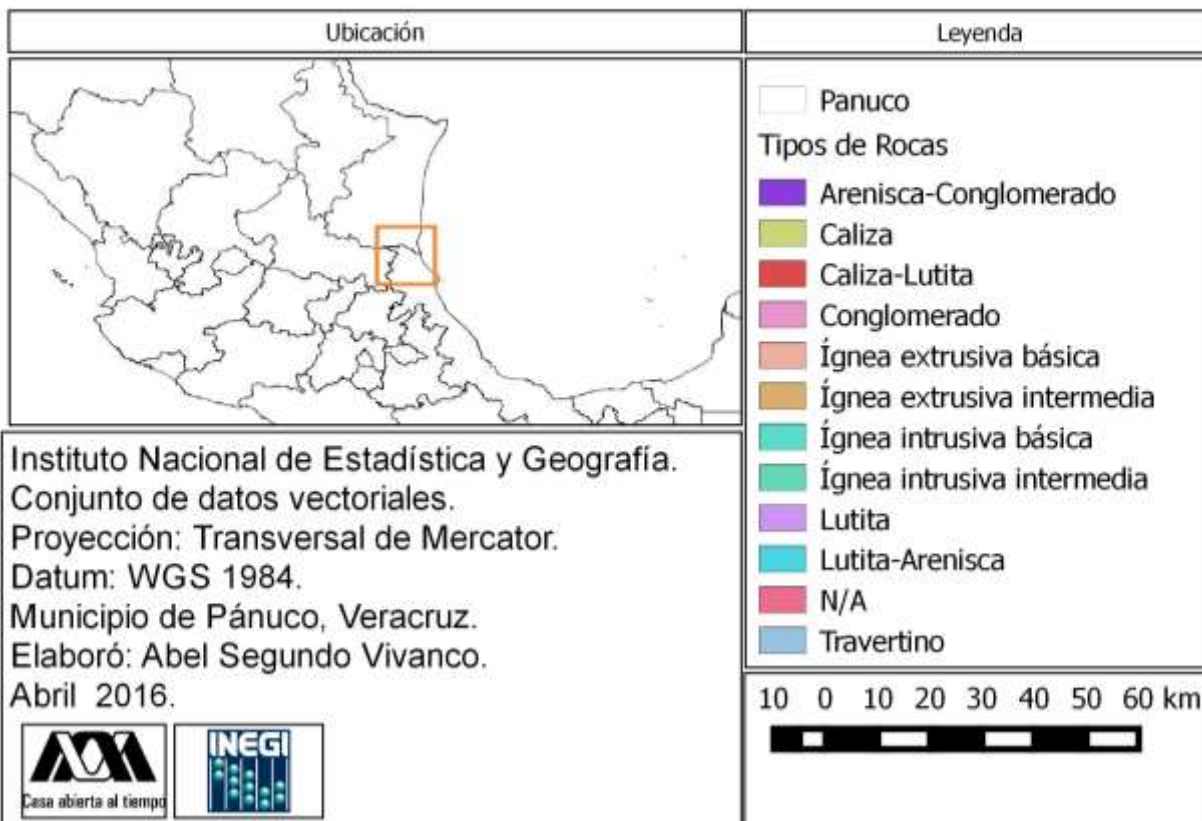 Ubicación
Leyenda
Panuco
Tipos de Rocas
Arenisca-Conglomerado
Caliza
Caliza-Lutita
Conglomerado
Ígnea extrusiva básica
Ígnea extrusiva intermedia
Ígnea intrusiva básica
Ígnea intrusiva intermedia
Lutita
Lutita-Arenisca
N/A
Travertino
Instituto Nacional de Estadística y Geografía.
Conjunto de datos vectoriales.
Proyección: Transversal de Mercator.
Datum: WGS 1984.
Municipio de Pánuco, Veracruz.
Elaboró: Abel Segundo Vivanco.
Abril 2016.
Casa abierta al tiempo
INEGI
10 0 10 20 30 40 50 60 km